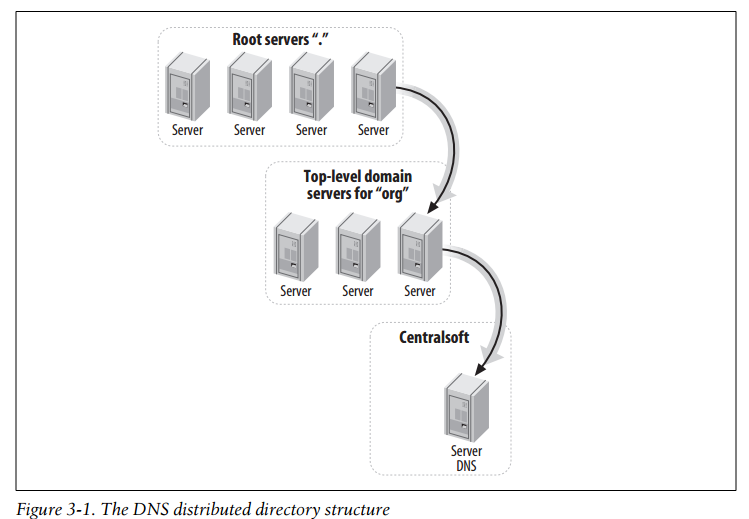 Root servers “.”
Server Server Server Server
Top-level domain
servers for “org”
Server Server Server
Centralsoft
Server
DNS
Figure 3-1. The DNS distributed directory structure